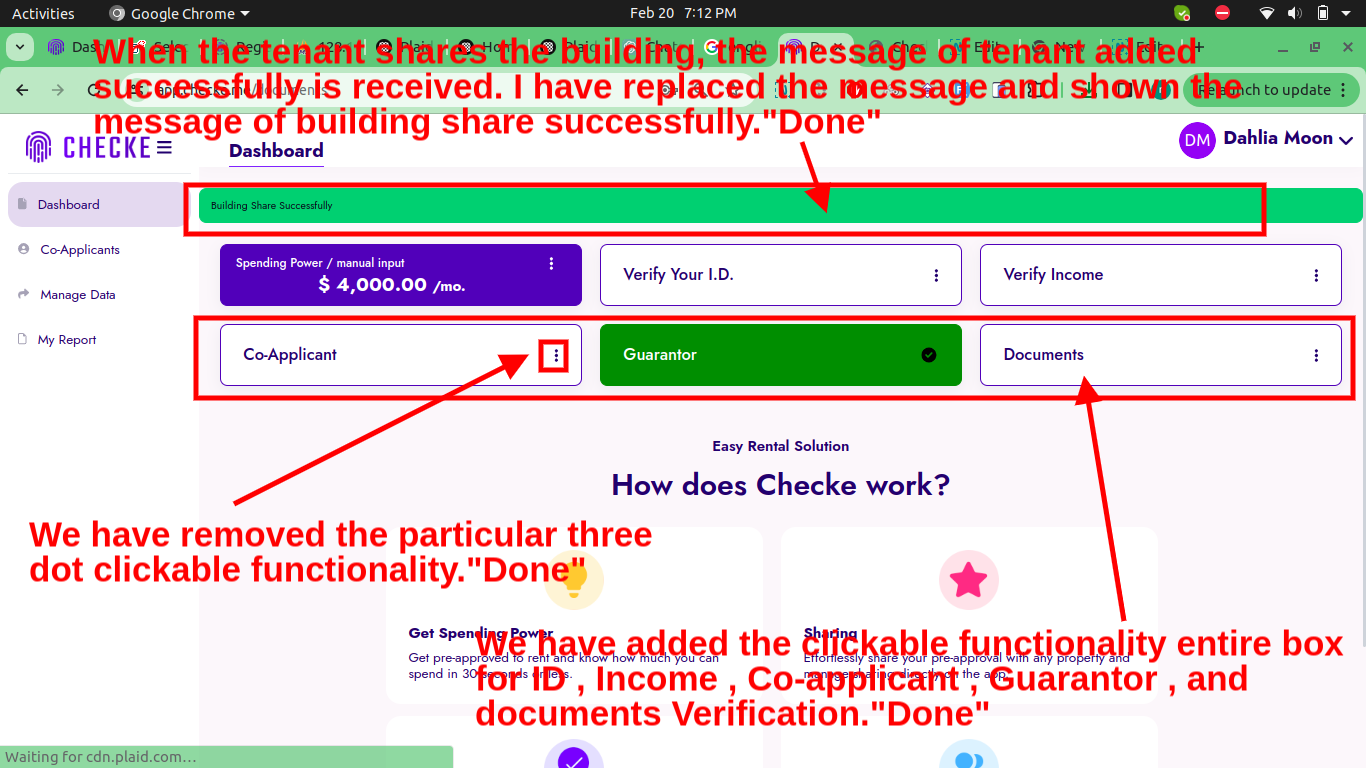 Activities
Google Chrome
Feb 20 7:12 PM
When the tenant shares the building, the message of tenant added
successfully is received. I have replaced the message and shown the
message of building share successfully."Done"
Relaunch to update
CHECKE
Dashboard
DM
Dahlia Moon
Dashboard
Co-Applicants
Manage Data
My Report
Building Share Successfully
Spending Power / manual input
$ 4,000.00 /mo.
Verify Your I.D.
Verify Income
Co-Applicant
Guarantor
Documents
Easy Rental Solution
How does Checke work?
We have removed the particular three
dot clickable functionality."Done"
Get Spending Power
Get pre-approved to rent and know how much you can
spend in 30 seconds or less.
Sharing
Effortlessly share your pre-approval with any property and
manage sharing directly on the app.
We have added the clickable functionality entire box
for ID , Income , Co-applicant , Guarantor , and
documents Verification."Done"
Waiting for cdn.plaid.com…